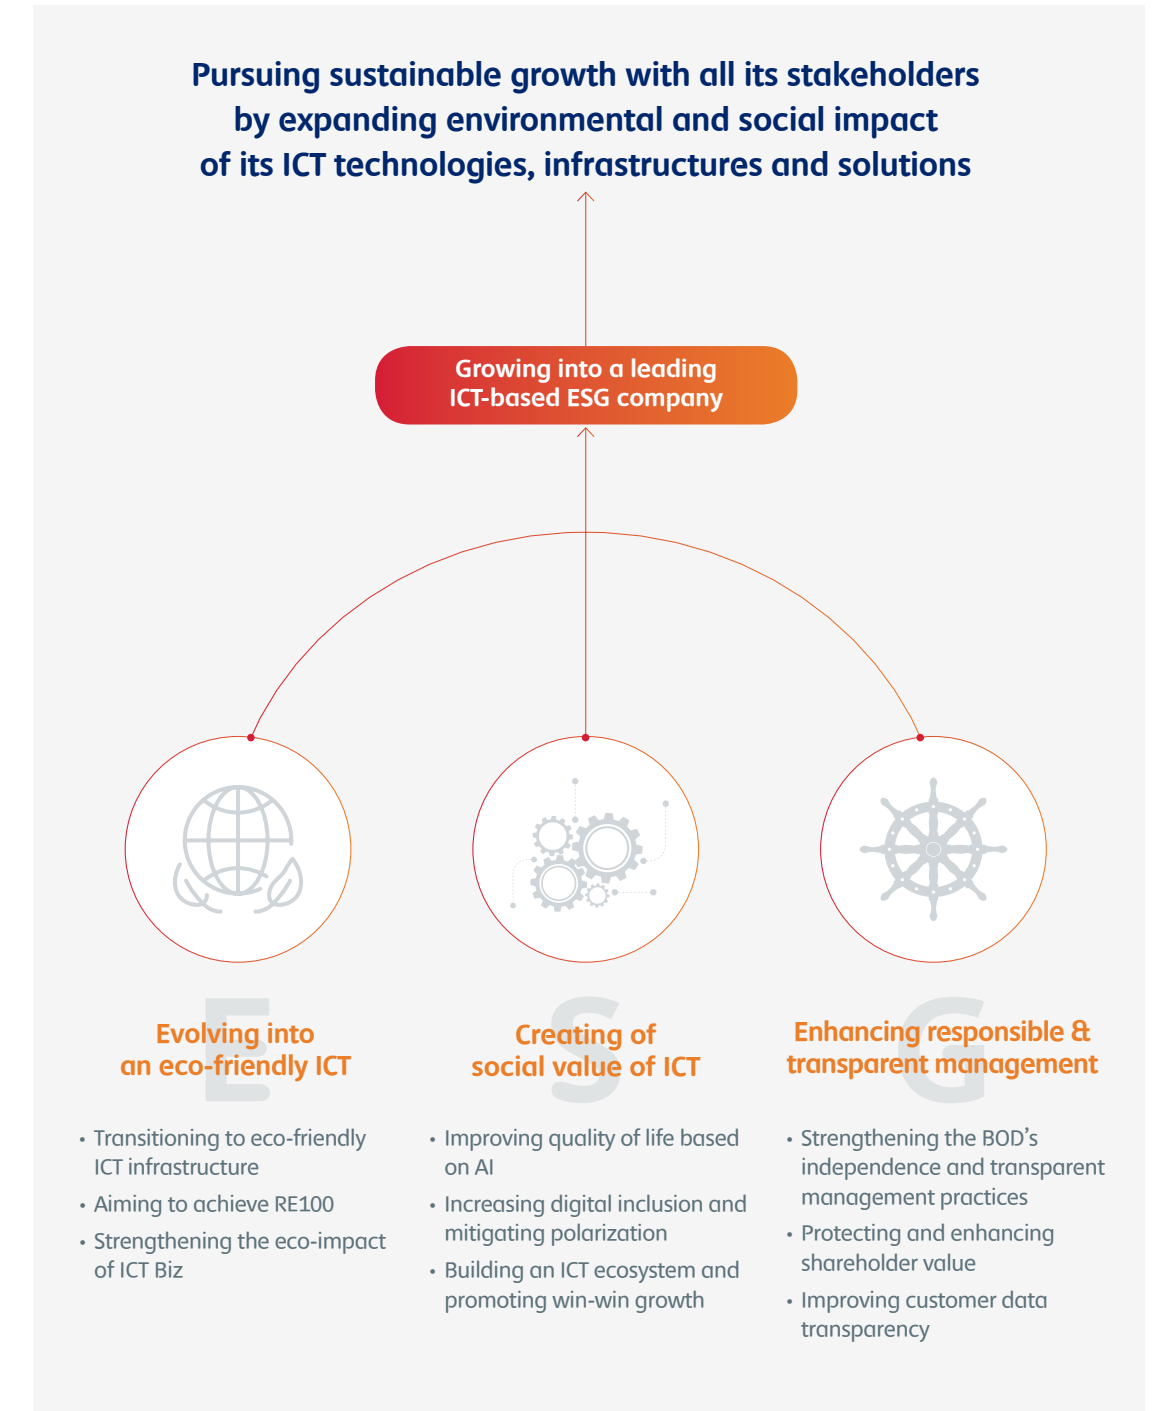 Pursuing sustainable growth with all its stakeholders
by expanding environmental and social impact
of its ICT technologies, infrastructures and solutions
Growing into a leading
ICT-based ESG company
E
Evolving into
an eco-friendly ICT
• Transitioning to eco-friendly
ICT infrastructure
• Aiming to achieve RE100
• Strengthening the eco-impact
of ICT Biz
S
Creating of
social value of ICT
• Improving quality of life based
on AI
• Increasing digital inclusion and
mitigating polarization
• Building an ICT ecosystem and
promoting win-win growth
G
Enhancing responsible &
transparent management
• Strengthening the BOD's
independence and transparent
management practices
• Protecting and enhancing
shareholder value
• Improving customer data
transparency